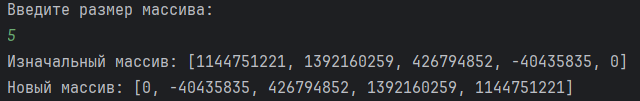 Введите размер массива:
5
Изначальный массив: [1144751221, 1392160259, 426794852, -40435835, 0]
Новый массив: [0, -40435835, 426794852, 1392160259, 1144751221]